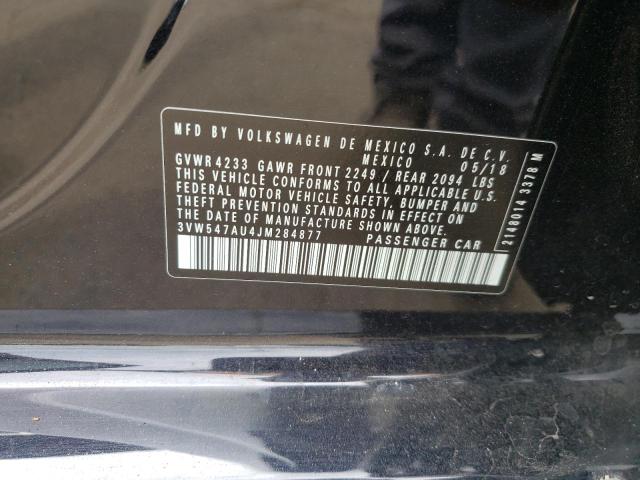 MFD BY VOLKSWAGEN DE MEXICO S.A. DE C.V.
MEXICO 05/18
GVWR 4233 GAWR FRONT 2249 / REAR 2094 LBS
THIS VEHICLE CONFORMS TO ALL APPLICABLE U.S.
FEDERAL MOTOR VEHICLE SAFETY, BUMPER AND
THEFT PREVENTION STANDARDS IN EFFECT ON
THE DATE OF MANUFACTURE SHOWN ABOVE.
3VW547AU4JM284877 PASSENGER CAR
2148014 3378 M